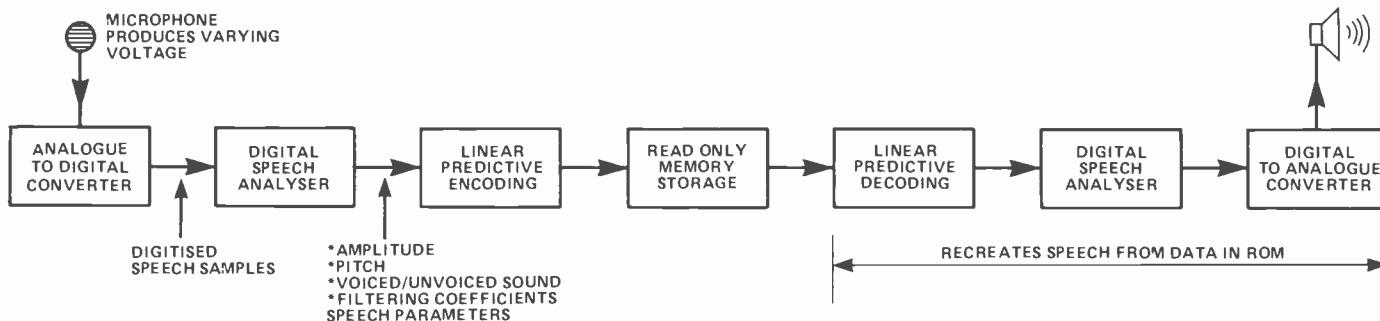 MICROPHONE
PRODUCES VARYING
VOLTAGE
ANALOGUE
TO DIGITAL
CONVERTER
DIGITAL
SPEECH
ANALYSER
LINEAR
PREDICTIVE
ENCODING
READ ONLY
MEMORY
STORAGE
LINEAR
PREDICTIVE
DECODING
DIGITAL
SPEECH
ANALYSER
DIGITAL
TO ANALOGUE
CONVERTER
DIGITISED
SPEECH SAMPLES
*AMPLITUDE
*PITCH
*VOICED/UNVOICED SOUND
*FILTERING COEFFICIENTS
SPEECH PARAMETERS
RECREATES SPEECH FROM DATA IN ROM